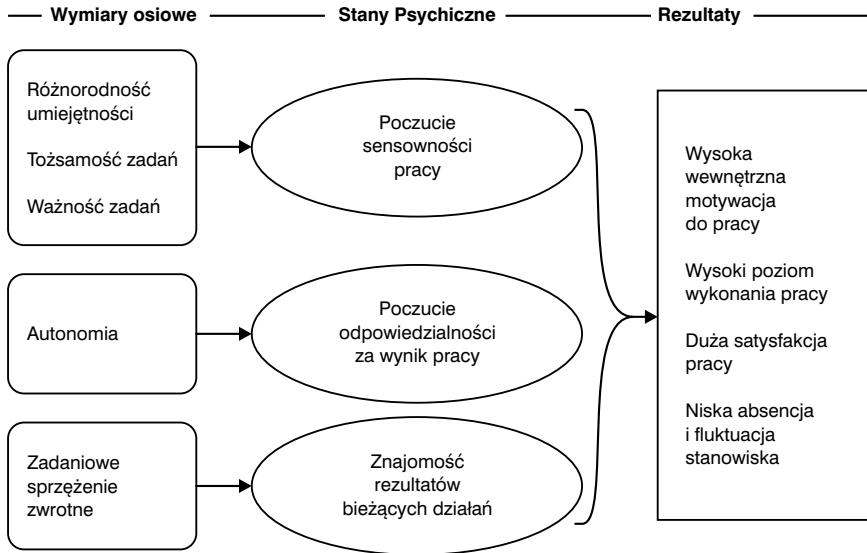 Wymiary osiowe
Stany Psychiczne
Rezultaty
Różnorodność
umiejętności
Tożsamość zadań
Ważność zadań
Poczucie
sensowności
pracy
Autonomia
Poczucie
odpowiedzialności
za wynik pracy
Zadaniowe
sprzężenie
zwrotne
Znajomość
rezultatów
bieżących działań
Wysoka
wewnętrzna
motywacja
do pracy
Wysoki poziom
wykonania pracy
Duża satysfakcja
pracy
Niska absencja
i fluktuacja
stanowiska